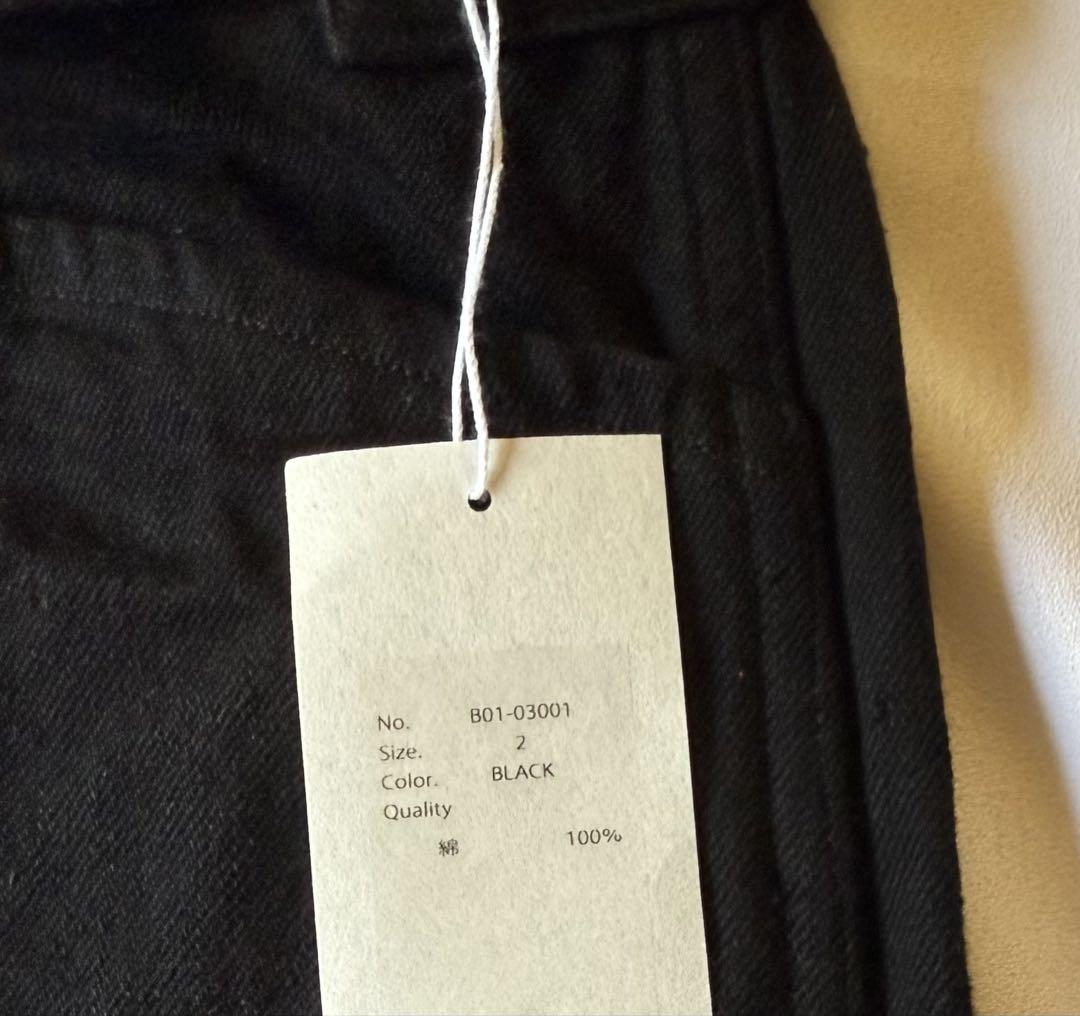 No. B01-03001
Size. 2
Color. BLACK
Quality
綿 100%